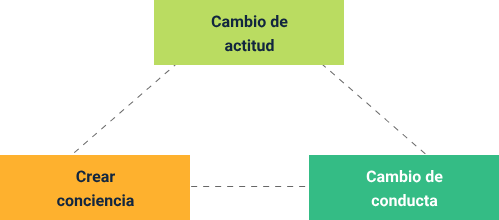 Cambio de
actitud
Crear
conciencia
Cambio de
conducta